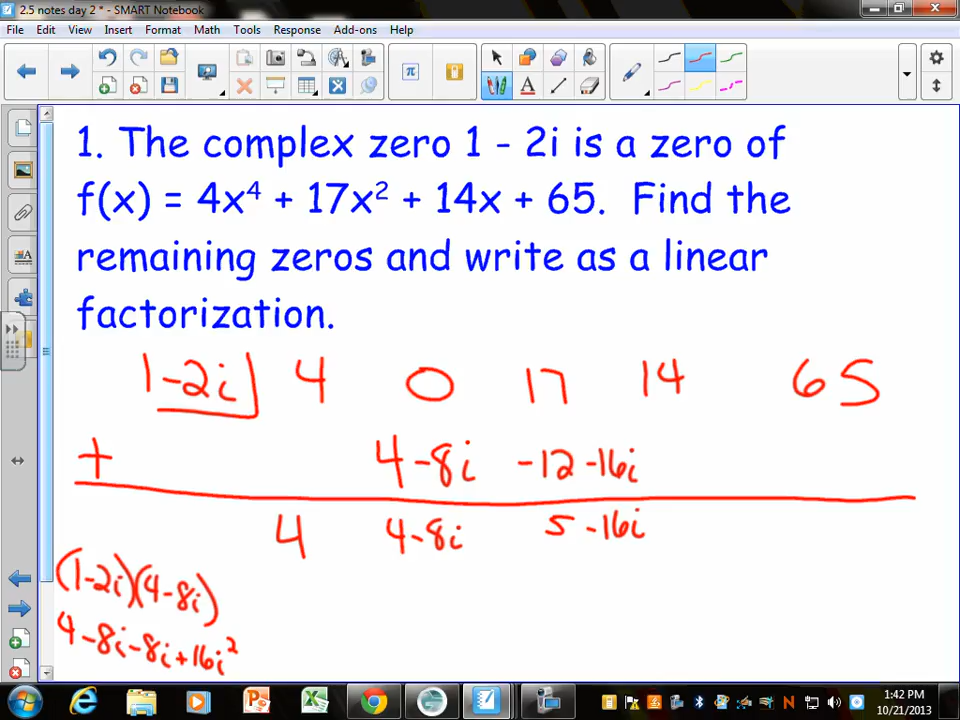 2.5 notes day 2 * - SMART Notebook
File Edit View Insert Format Math Tools Response Add-ons Help
1. The complex zero 1 - 2i is a zero of
f(x) = 4x⁴ + 17x² + 14x + 65. Find the
remaining zeros and write as a linear
factorization.
1-2i 4 0 17 14 65
+ 4-8i -12-16i
4 4-8i 5-16i
(1-2i)(4-8i)
4-8i-8i+16i²
1:42 PM
10/21/2013